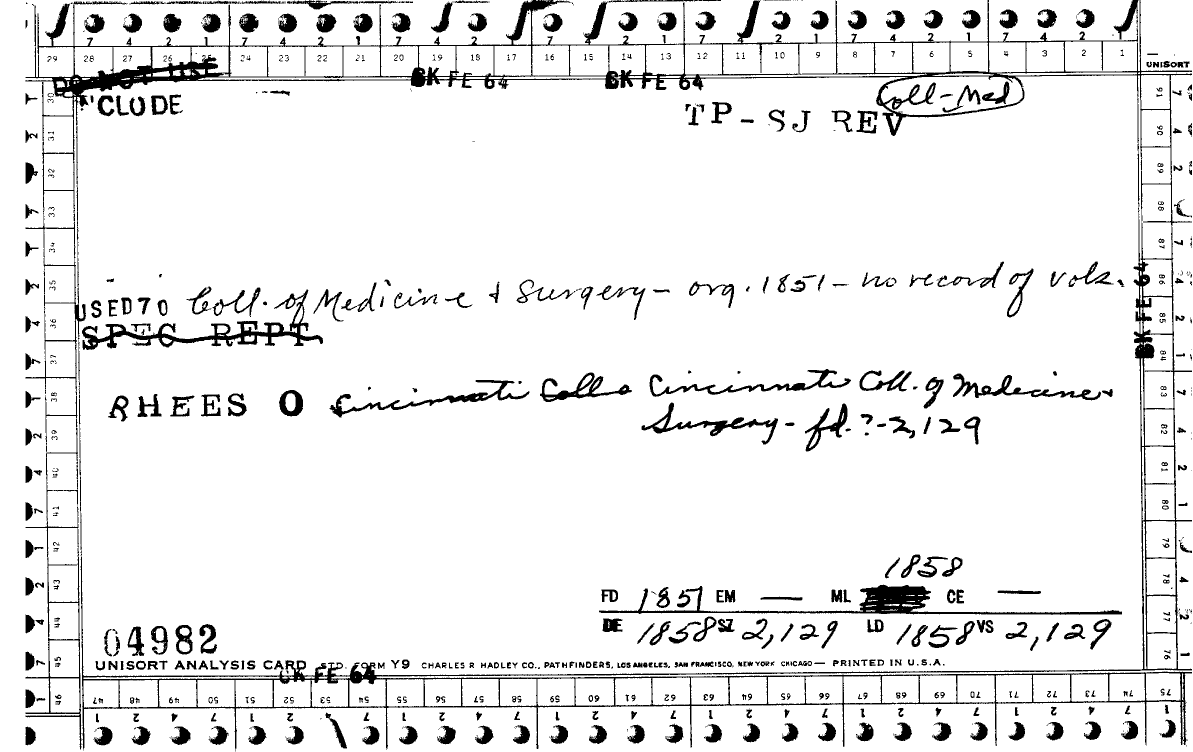 7 4 2 1 7 4 2 1 7 4 2 1 7 4 2 1 7 4 2 1 7 4 2 1 7 4 2 1
29 28 27 26 25 24 23 22 21 20 19 18 17 16 15 14 13 12 11 10 9 8 7 6 5 4 3 2 1
UNISORT
DO NOT USE
CK FE 64 CK FE 64
CLODE
Coll-Med
TP-SJ REV
USED70 Coll. of Medicine & Surgery - org. 1851 - no record of vols.
SPEC REPT
RHEES O Cincinnati Coll Cincinnati Coll. of Medicine &
Surgery - fd. ? - 2,129
1858
FD 1851 EM — ML CE —
DE 1858 SZ 2,129 LD 1858 VS 2,129
04982
UNISORT ANALYSIS CARD STD. FORM Y9 CHARLES R HADLEY CO., PATHFINDERS, LOS ANGELES, SAN FRANCISCO, NEW YORK CHICAGO — PRINTED IN U.S.A.
CK FE 64
30 31 32 33 34 35 36 37 38 39 40 41 42 43 44 45 46
91 90 89 88 87 86 85 84 83 82 81 80 79 78 77 76
CK FE 64
47 48 49 50 51 52 53 54 55 56 57 58 59 60 61 62 63 64 65 66 67 68 69 70 71 72 73 74 75